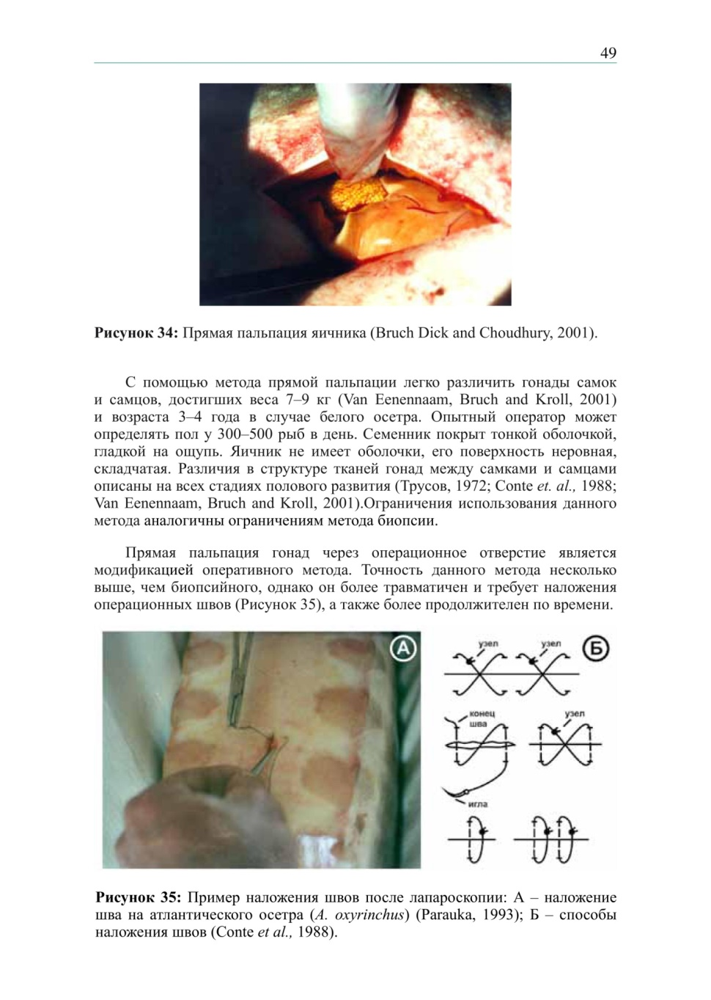 49
Рисунок 34: Прямая пальпация яичника (Bruch Dick and Choudhury, 2001).
С помощью метода прямой пальпации легко различить гонады самок
и самцов, достигших веса 7–9 кг (Van Eenennaam, Bruch and Kroll, 2001)
и возраста 3–4 года в случае белого осетра. Опытный оператор может
определять пол у 300–500 рыб в день. Семенник покрыт тонкой оболочкой,
гладкой на ощупь. Яичник не имеет оболочки, его поверхность неровная,
складчатая. Различия в структуре тканей гонад между самками и самцами
описаны на всех стадиях полового развития (Трусов, 1972; Conte et. al., 1988;
Van Eenennaam, Bruch and Kroll, 2001).Ограничения использования данного
метода аналогичны ограничениям метода биопсии.
Прямая пальпация гонад через операционное отверстие является
модификацией оперативного метода. Точность данного метода несколько
выше, чем биопсийного, однако он более травматичен и требует наложения
операционных швов (Рисунок 35), а также более продолжителен по времени.
А
узел
узел
Б
конец
шва
узел
игла
Рисунок 35: Пример наложения швов после лапароскопии: А – наложение
шва на атлантического осетра (A. oxyrinchus) (Parauka, 1993); Б – способы
наложения швов (Conte et al., 1988).